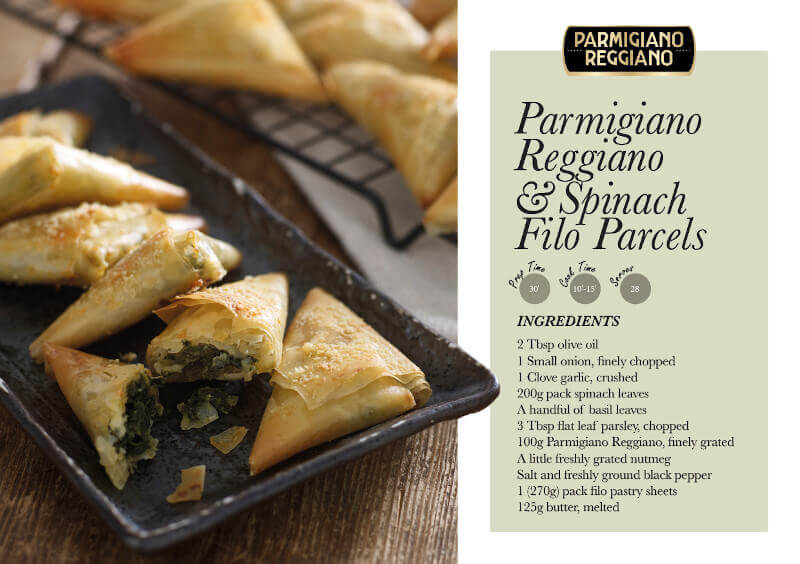 PARMIGIANO
REGGIANO
Parmigiano
Reggiano
& Spinach
Filo Parcels
Prep Time
Cook Time
Serves
30'
10'-15'
28
INGREDIENTS
2 Tbsp olive oil
1 Small onion, finely chopped
1 Clove garlic, crushed
200g pack spinach leaves
A handful of basil leaves
3 Tbsp flat leaf parsley, chopped
100g Parmigiano Reggiano, finely grated
A little freshly grated nutmeg
Salt and freshly ground black pepper
1 (270g) pack filo pastry sheets
125g butter, melted